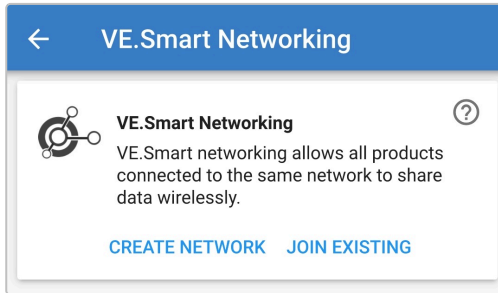 VE.Smart Networking
VE.Smart Networking
VE.Smart networking allows all products
connected to the same network to share
data wirelessly.
CREATE NETWORK JOIN EXISTING